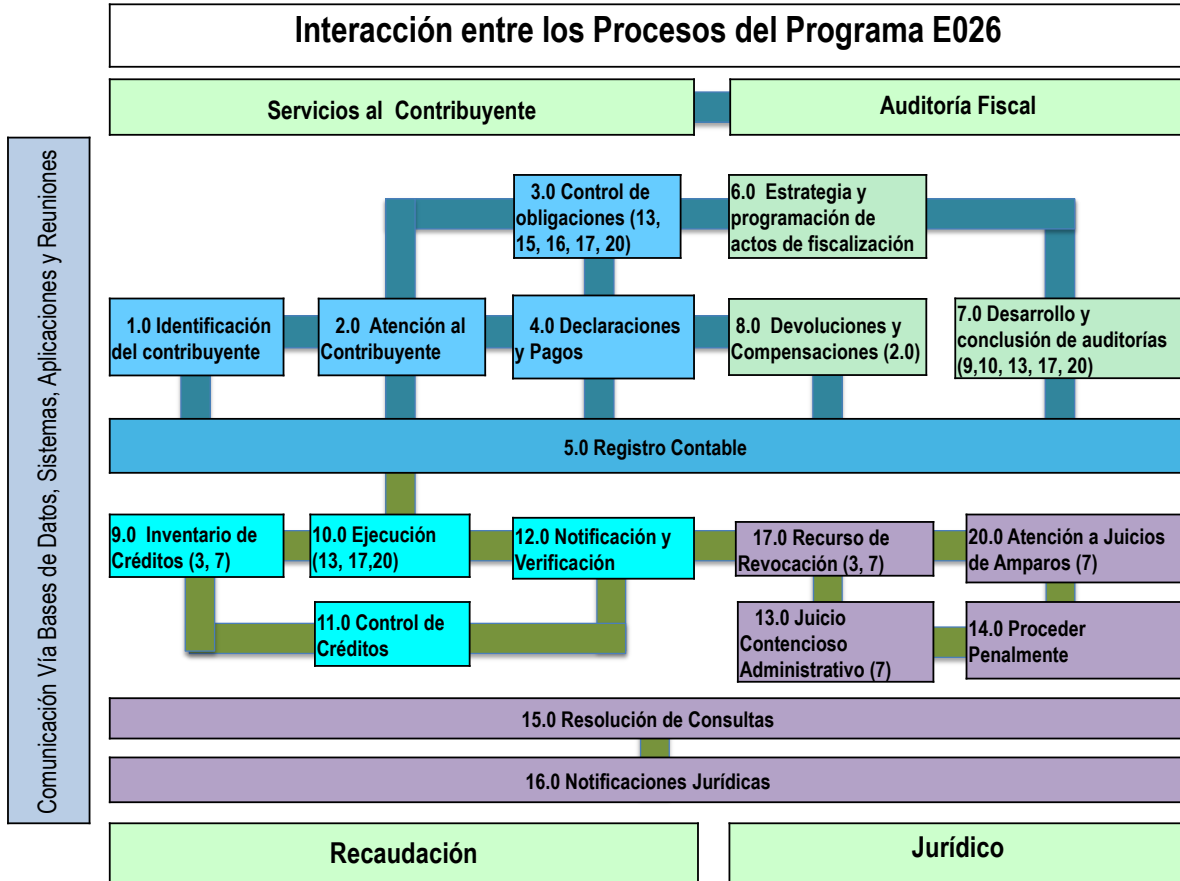 Interacción entre los Procesos del Programa E026
Servicios al Contribuyente
Auditoría Fiscal
Comunicación Vía Bases de Datos, Sistemas, Aplicaciones y Reuniones
3.0 Control de
obligaciones (13,
15, 16, 17, 20)
6.0 Estrategia y
programación de
actos de fiscalización
1.0 Identificación
del contribuyente
2.0 Atención al
Contribuyente
4.0 Declaraciones
y Pagos
8.0 Devoluciones y
Compensaciones (2.0)
7.0 Desarrollo y
conclusión de auditorías
(9,10, 13, 17, 20)
5.0 Registro Contable
9.0 Inventario de
Créditos (3, 7)
10.0 Ejecución
(13, 17,20)
12.0 Notificación y
Verificación
17.0 Recurso de
Revocación (3, 7)
20.0 Atención a Juicios
de Amparos (7)
11.0 Control de
Créditos
13.0 Juicio
Contencioso
Administrativo (7)
14.0 Proceder
Penalmente
15.0 Resolución de Consultas
16.0 Notificaciones Jurídicas
Recaudación
Jurídico